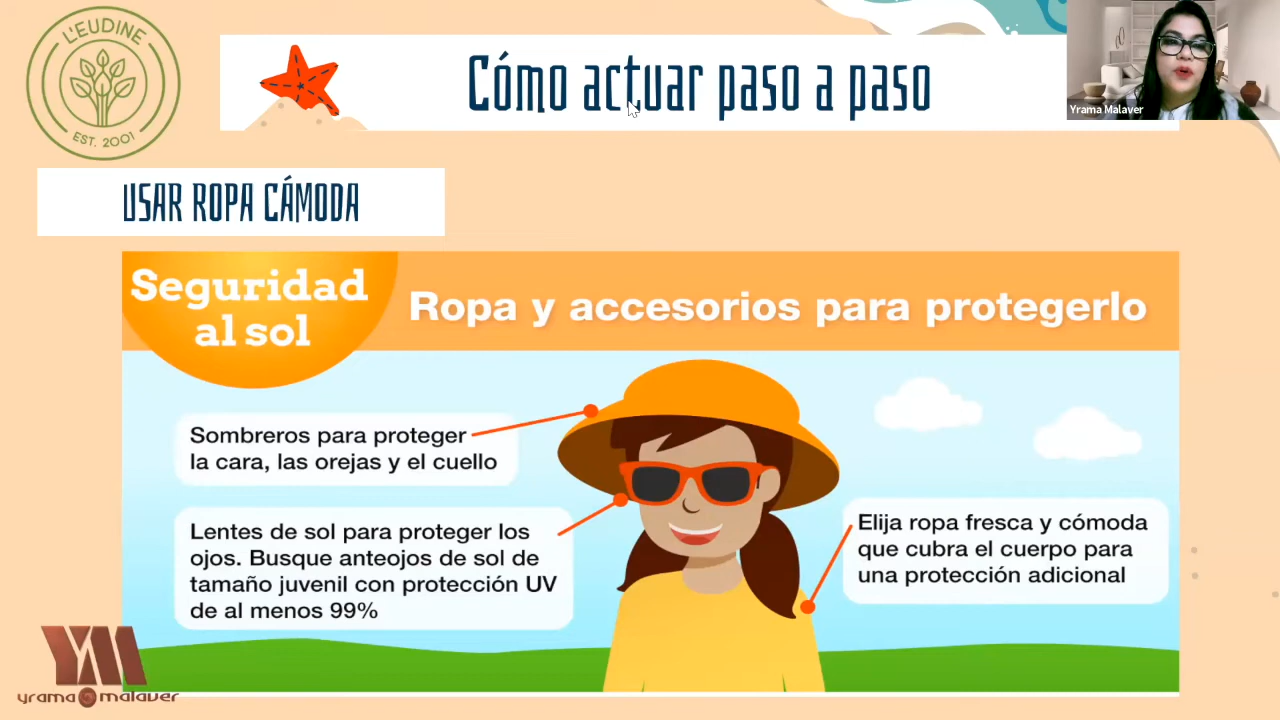 L'EUDINE
EST. 2001
Cómo actuar paso a paso
Yrama Malaver
USAR ROPA CÁMODA
Seguridad
al sol
Ropa y accesorios para protegerlo
Sombreros para proteger
la cara, las orejas y el cuello
Lentes de sol para proteger los
ojos. Busque anteojos de sol de
tamaño juvenil con protección UV
de al menos 99%
Elija ropa fresca y cómoda
que cubra el cuerpo para
una protección adicional
YM
yrama malaver